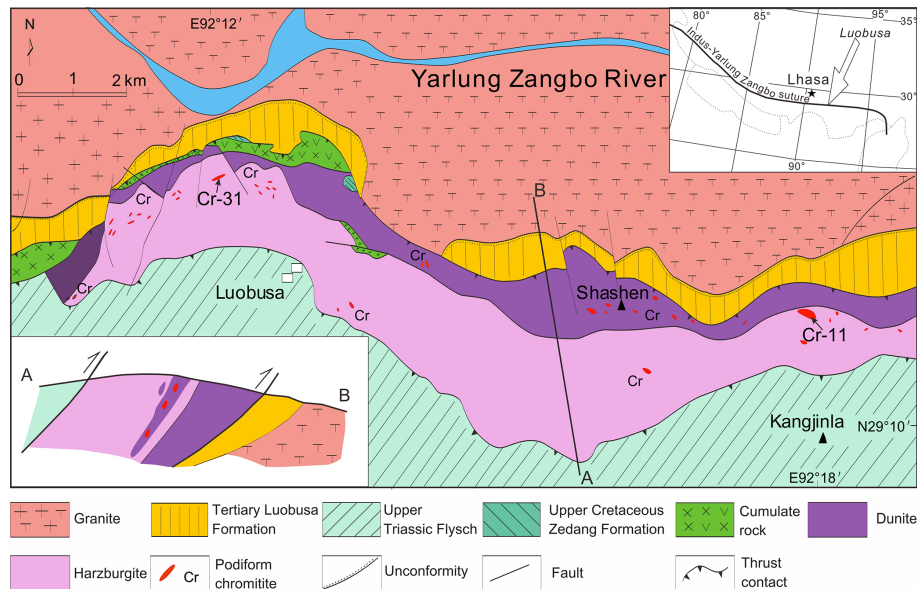 E92°12′
N
0 1 2 km
Yarlung Zangbo River
80° 85° 95°
35°
Luobusa
Indus-Yarlung Zangbo suture
Lhasa
30°
90°
B
Cr
Cr
Cr-31
Cr
Luobusa
Shashen
Cr
Cr
Cr
Cr-11
Cr
Kangjinla
N29°10′
A
E92°18′
A
B
Granite
Tertiary Luobusa
Formation
Upper
Triassic Flysch
Upper Cretaceous
Zedang Formation
Cumulate
rock
Dunite
Harzburgite
Cr
Podiform
chromitite
Unconformity
Fault
Thrust
contact